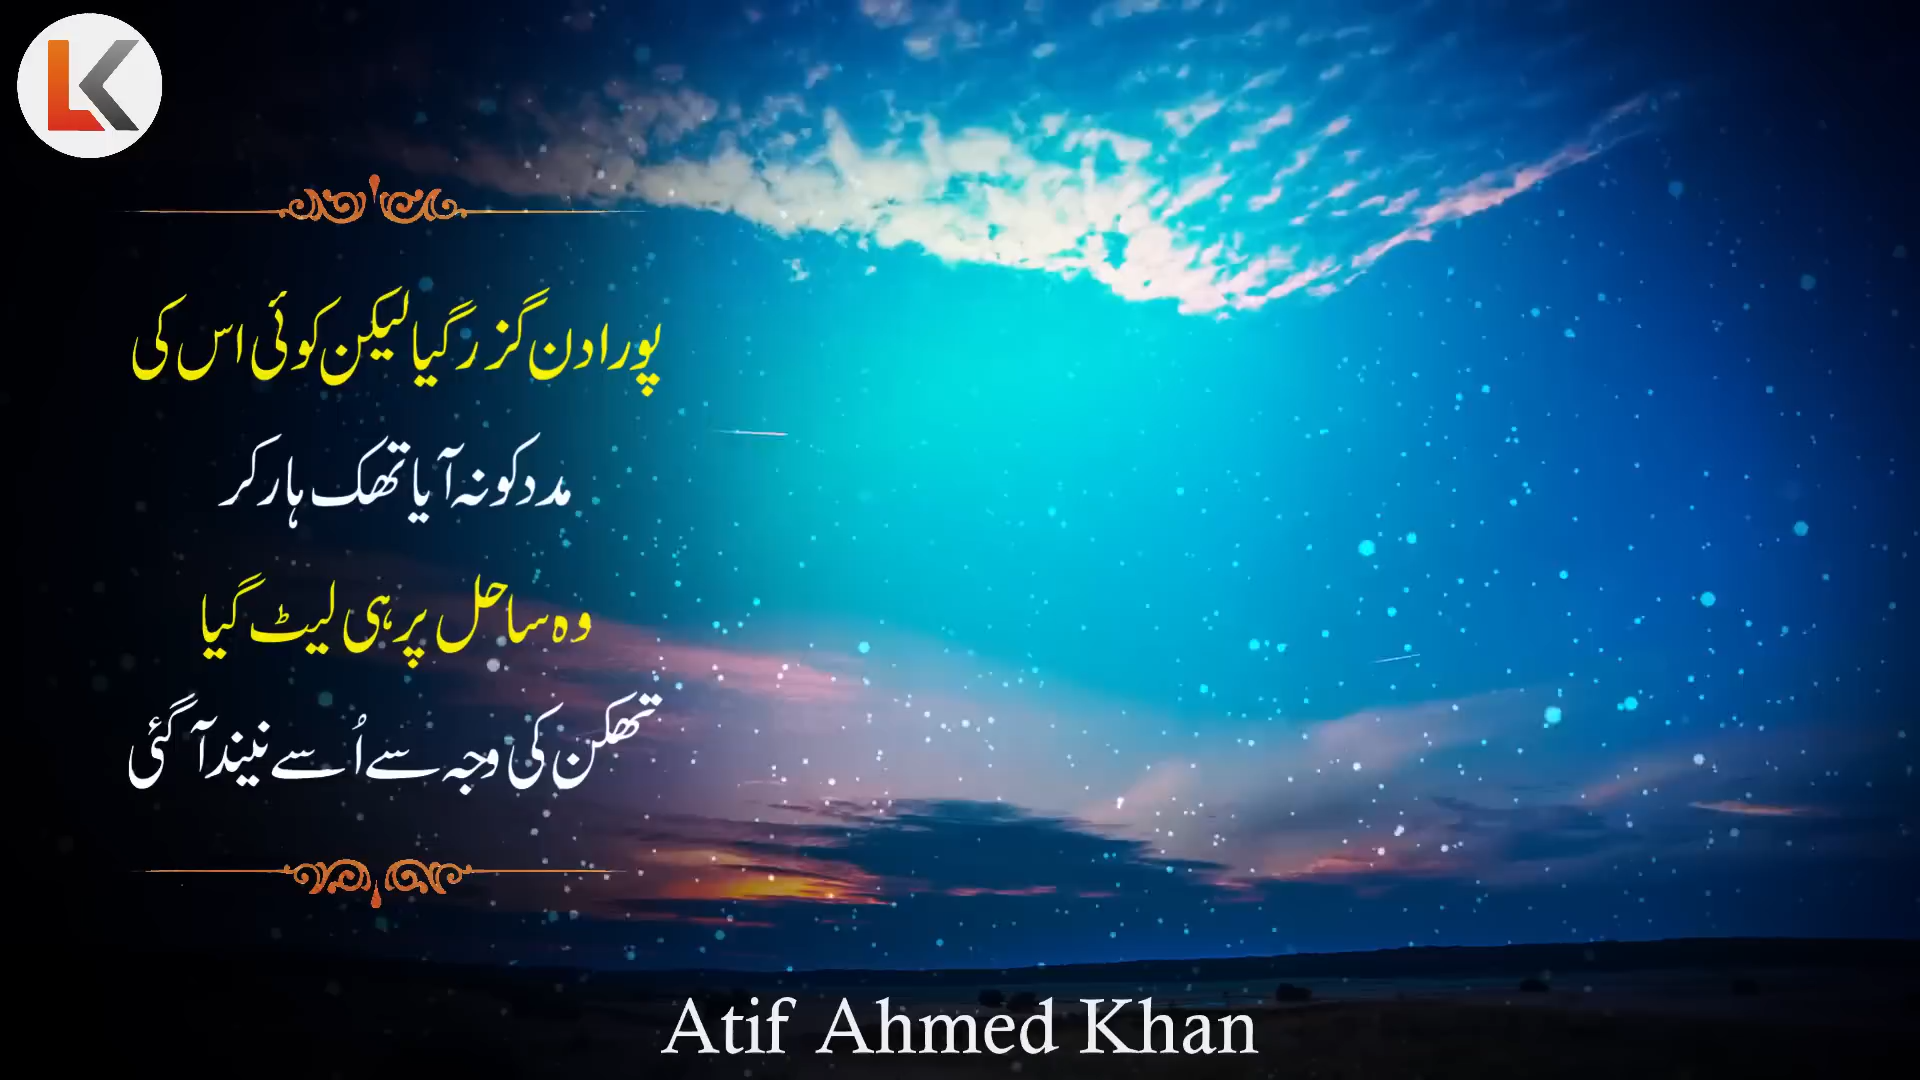 LK
پورا دن گزر گیا لیکن کوئی اس کی
مدد کو نہ آیا تھک ہار کر
وہ ساحل پر ہی لیٹ گیا
تھکن کی وجہ سے اُسے نیند آ گئی
Atif Ahmed Khan